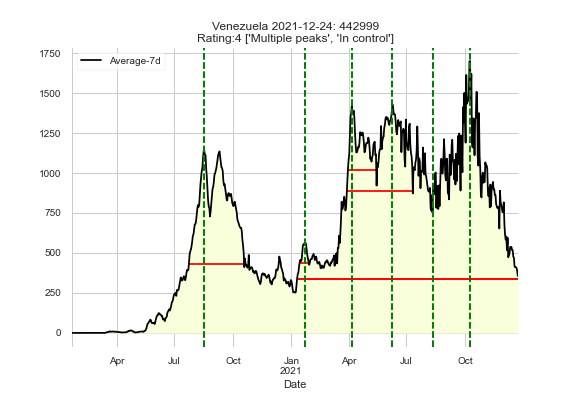 Venezuela 2021-12-24: 442999
Rating:4 ['Multiple peaks', 'In control']
Average-7d
1750
1500
1250
1000
750
500
250
0
Apr
Jul
Oct
Jan
2021
Apr
Jul
Oct
Date